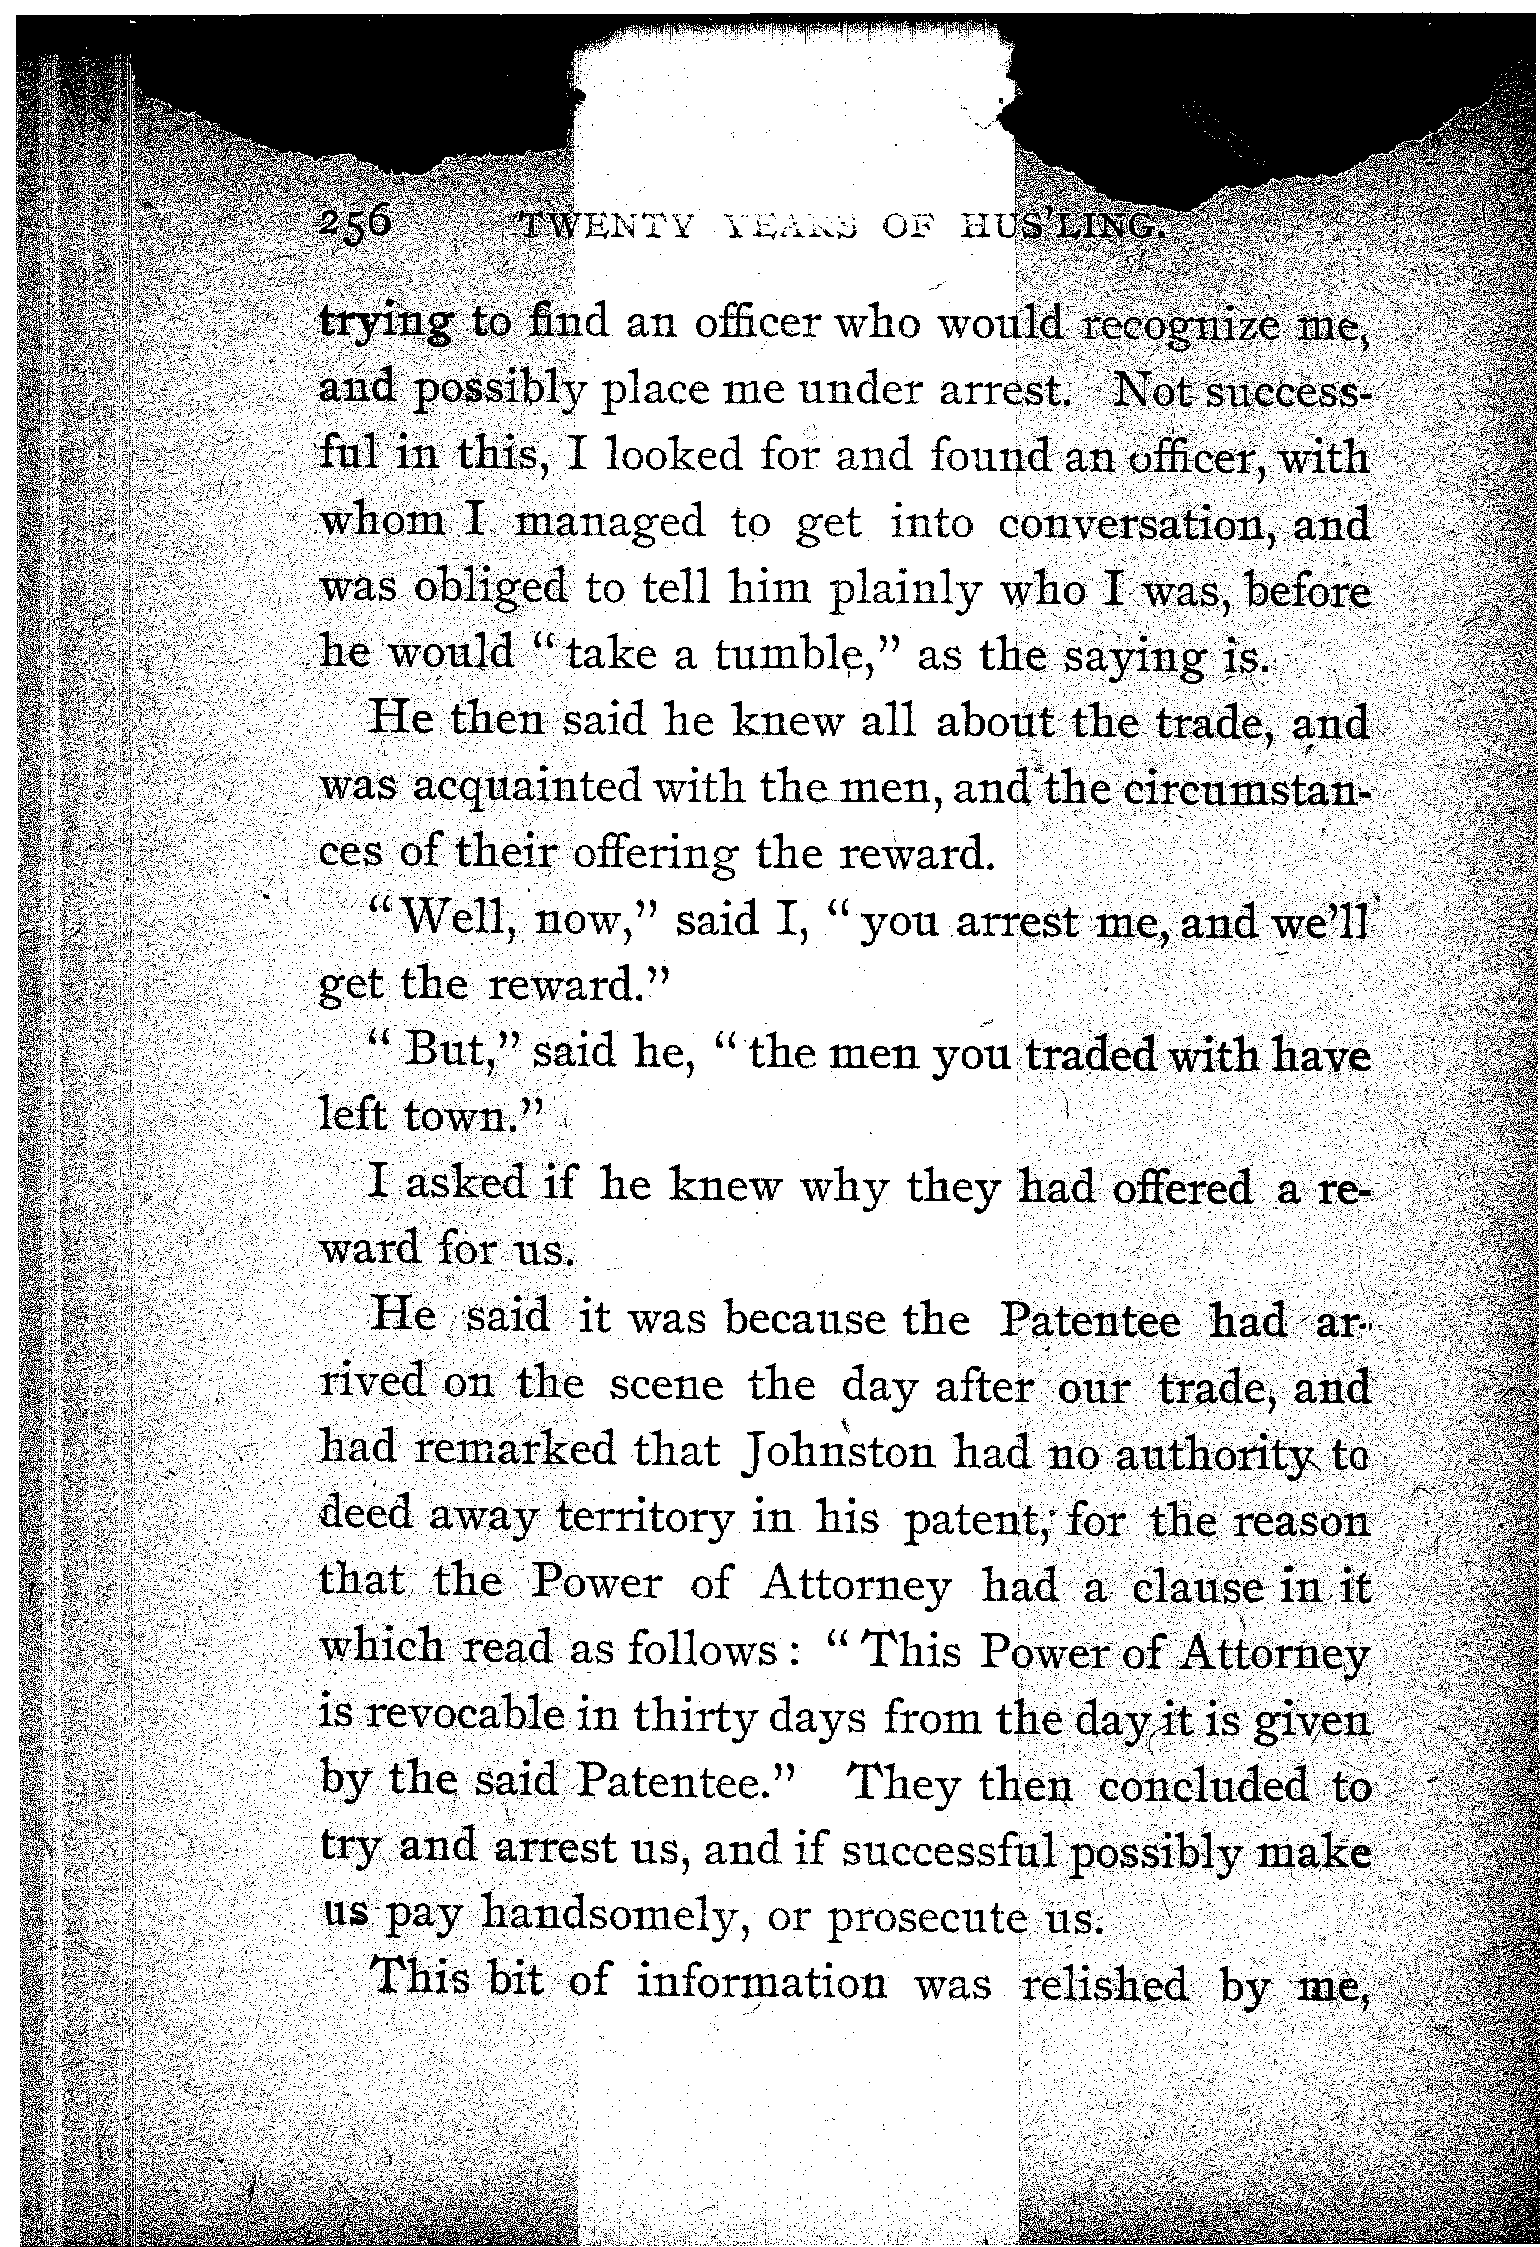 256 TWENTY YEARS OF HUS'LING.
trying to find an officer who would recognize me,
and possibly place me under arrest. Not success-
ful in this, I looked for and found an officer, with
whom I managed to get into conversation, and
was obliged to tell him plainly who I was, before
he would “take a tumble,” as the saying is.
He then said he knew all about the trade, and
was acquainted with the men, and the circumstan-
ces of their offering the reward.
“Well, now,” said I, “you arrest me, and we’ll
get the reward.”
“But,” said he, “the men you traded with have
left town.”
I asked if he knew why they had offered a re-
ward for us.
He said it was because the Patentee had ar-
rived on the scene the day after our trade, and
had remarked that Johnston had no authority to
deed away territory in his patent, for the reason
that the Power of Attorney had a clause in it
which read as follows: “This Power of Attorney
is revocable in thirty days from the day it is given
by the said Patentee.” They then concluded to
try and arrest us, and if successful possibly make
us pay handsomely, or prosecute us.
This bit of information was relished by me,